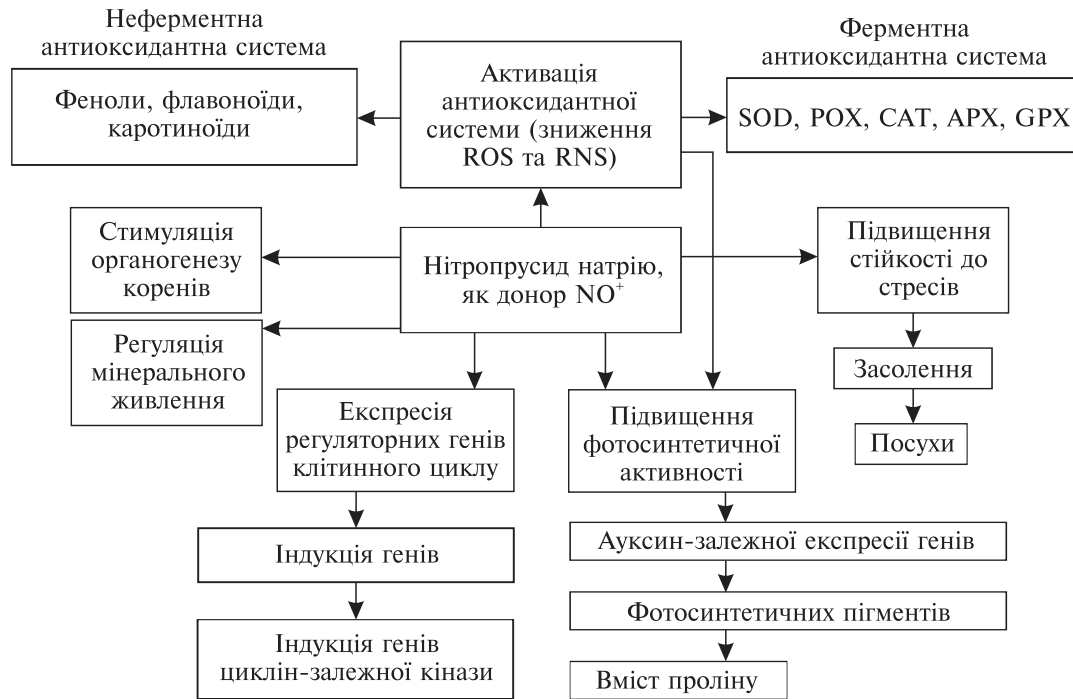 Неферментна
антиоксидантна система
Феноли, флавоноїди,
каротиноїди
Активація
антиоксидантної
системи (зниження
ROS та RNS)
Ферментна
антиоксидантна система
SOD, POX, CAT, APX, GPX
Стимуляція
органогенезу
коренів
Нітропрусид натрію,
як донор NO⁺
Підвищення
стійкості до
стресів
Регуляція
мінерального
живлення
Засолення
Посухи
Експресія
регуляторних генів
клітинного циклу
Підвищення
фотосинтетичної
активності
Індукція генів
Ауксин-залежної експресії генів
Індукція генів
циклін-залежної кінази
Фотосинтетичних пігментів
Вміст проліну